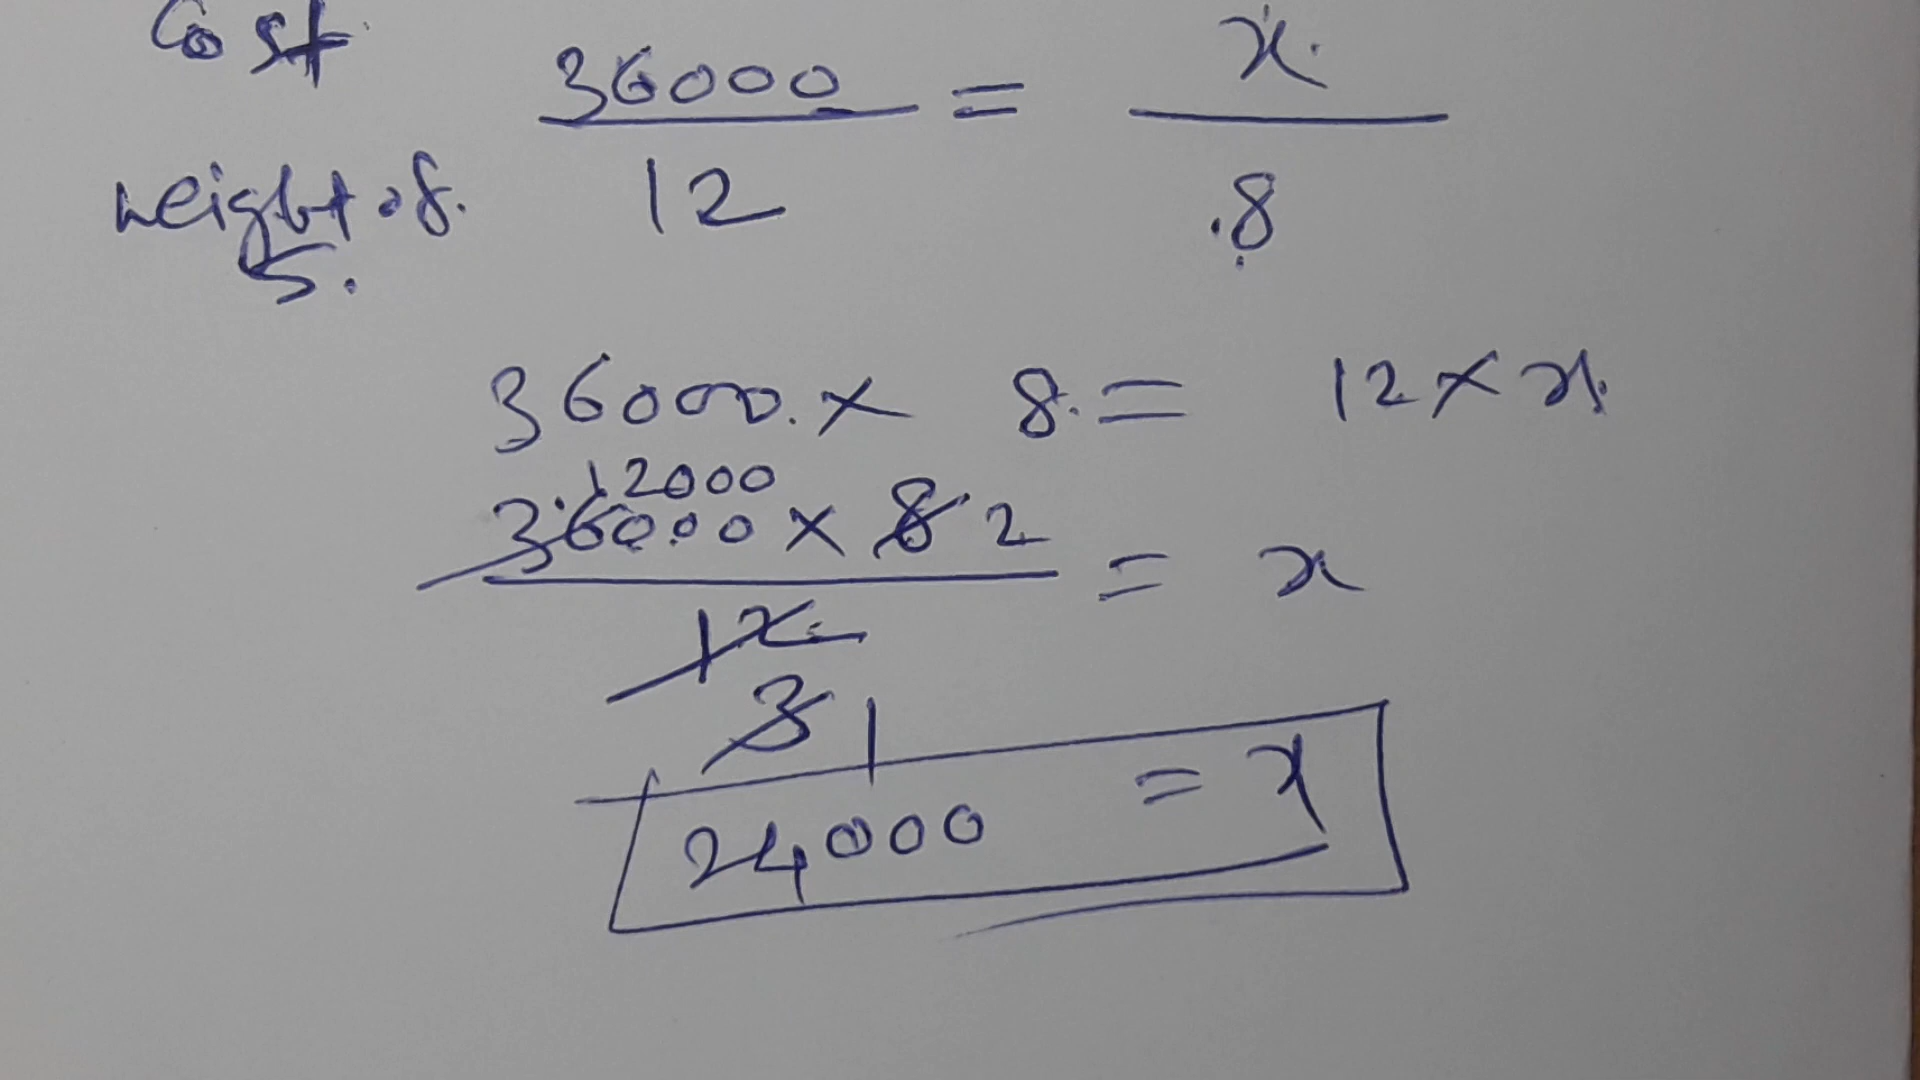 Cost
36000 = x
weight of 12 .8
5.
36000. × 8. = 12 × x.
12000
36000 × 8 2 = x
12
3 1
24000 = x